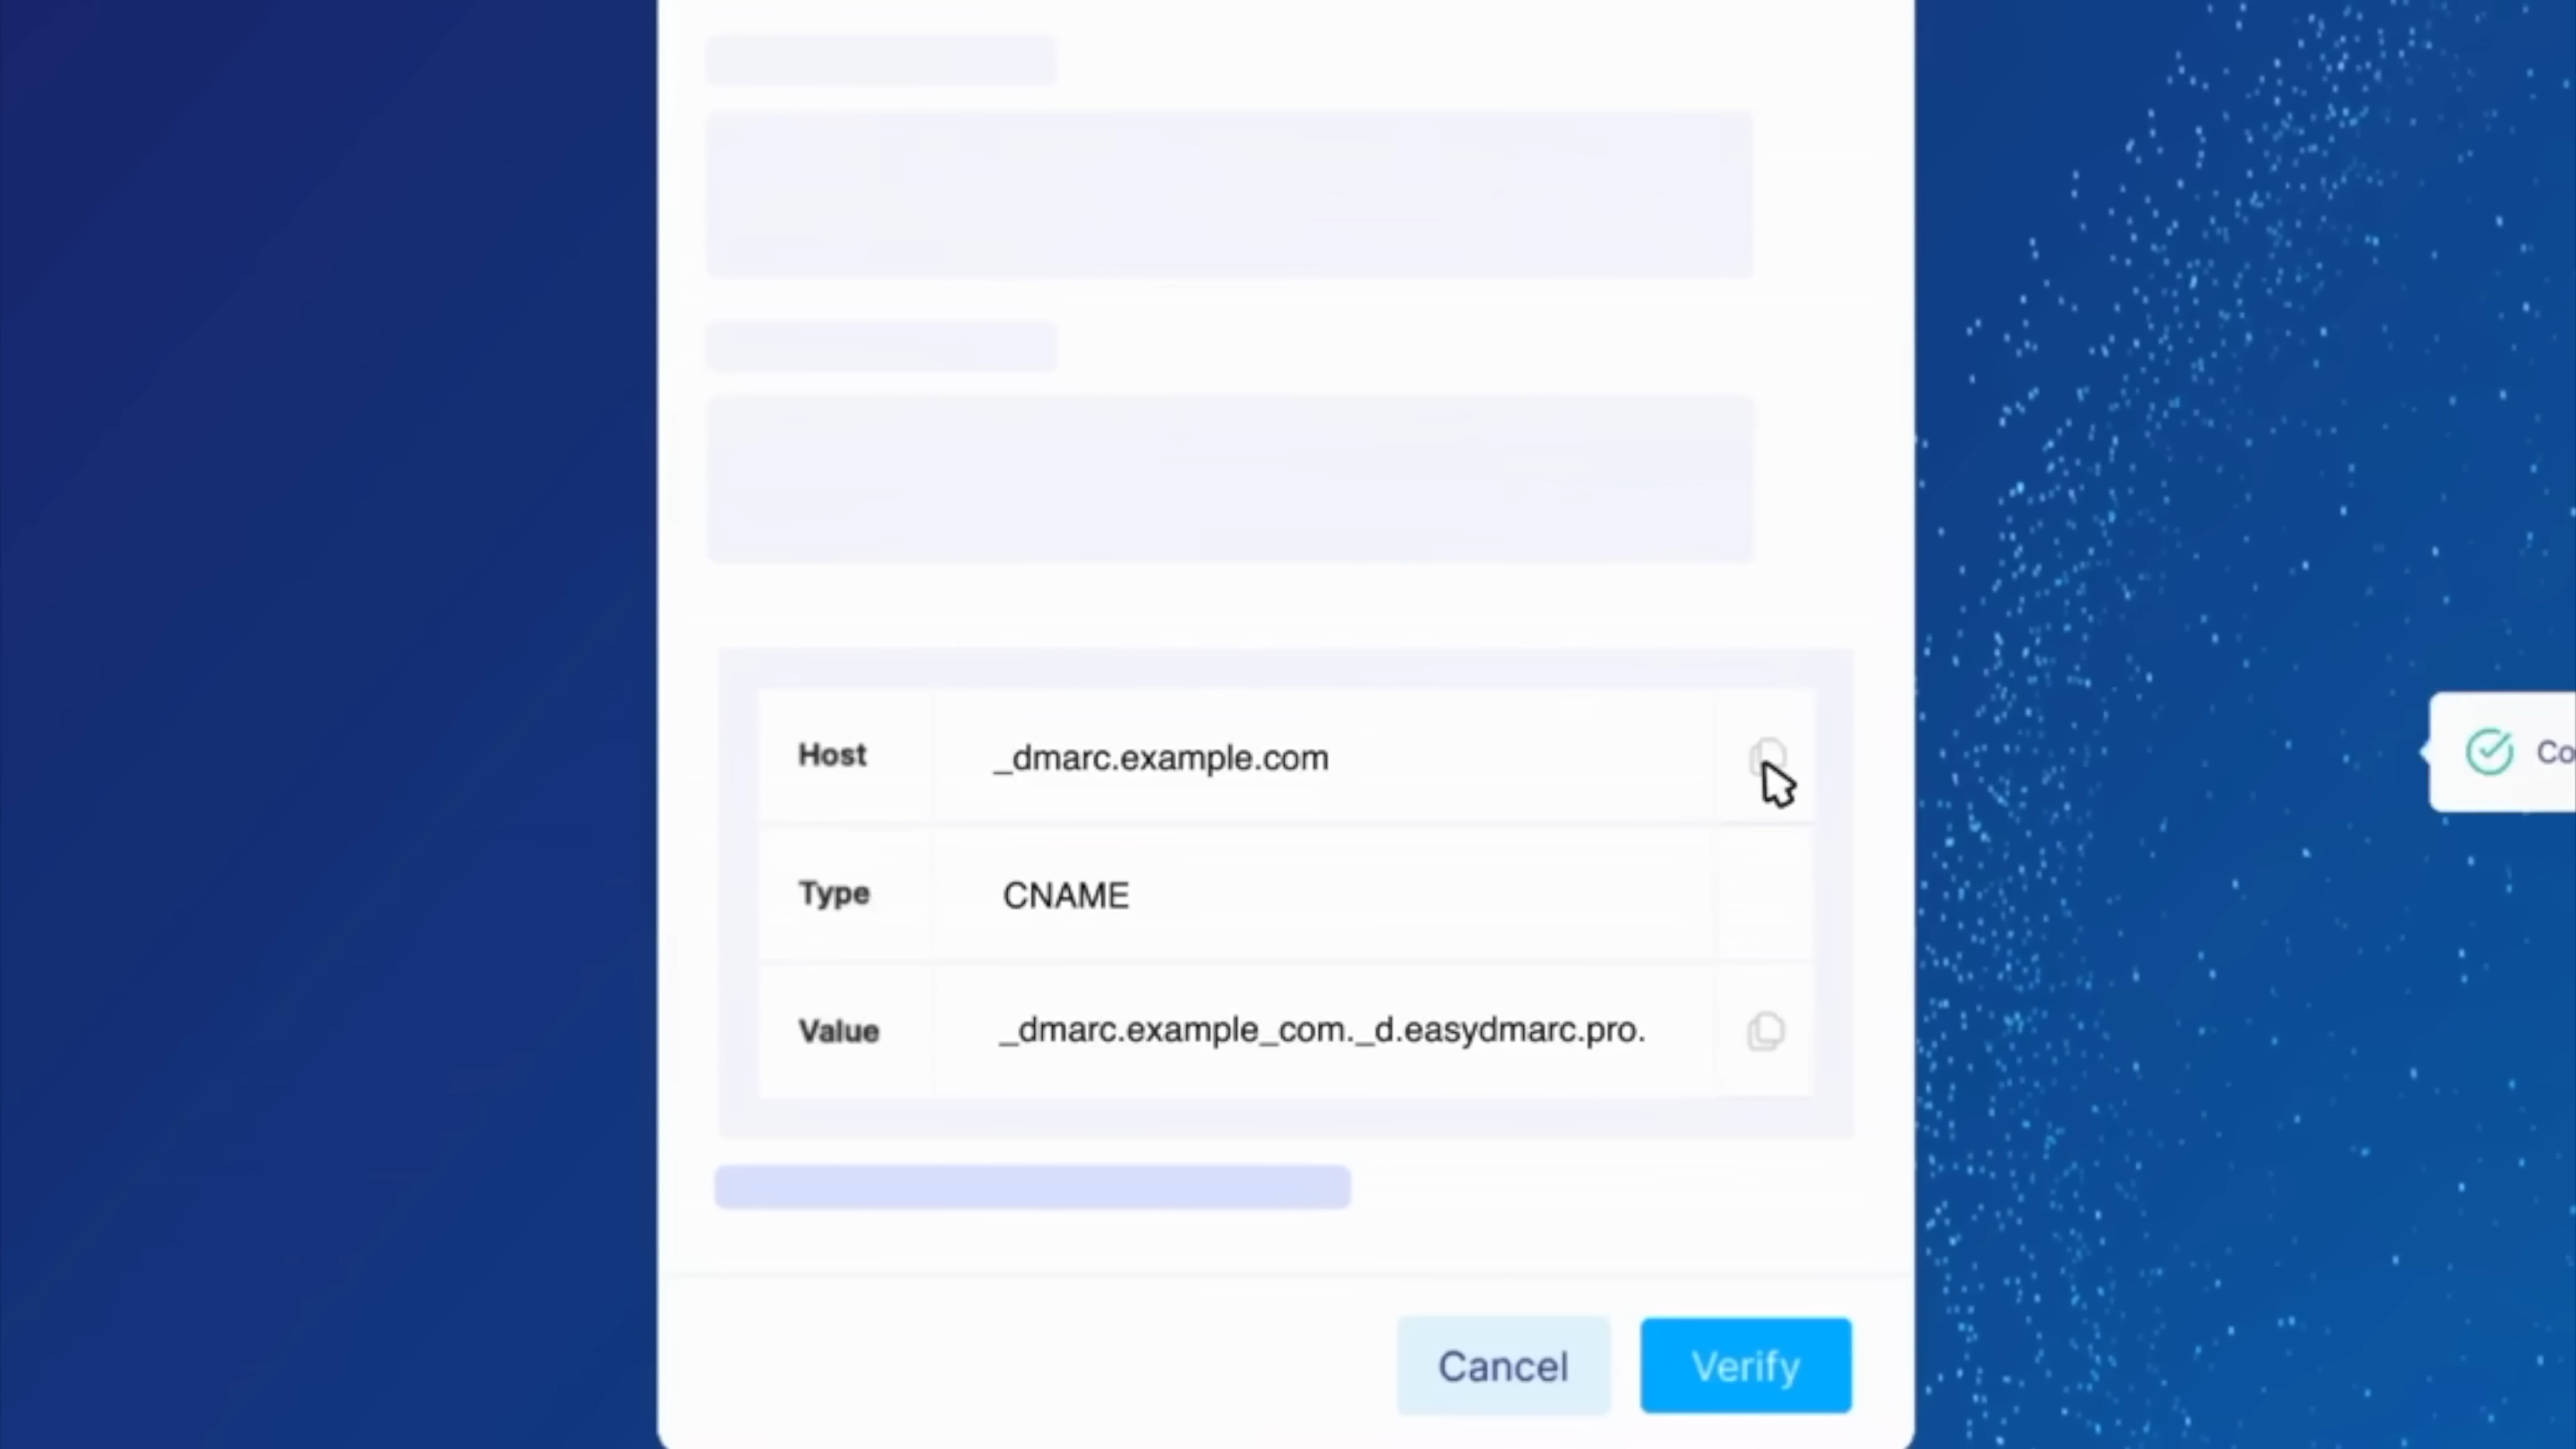 Host _dmarc.example.com
Co
Type CNAME
Value _dmarc.example_com._d.easydmarc.pro.
Cancel Verify